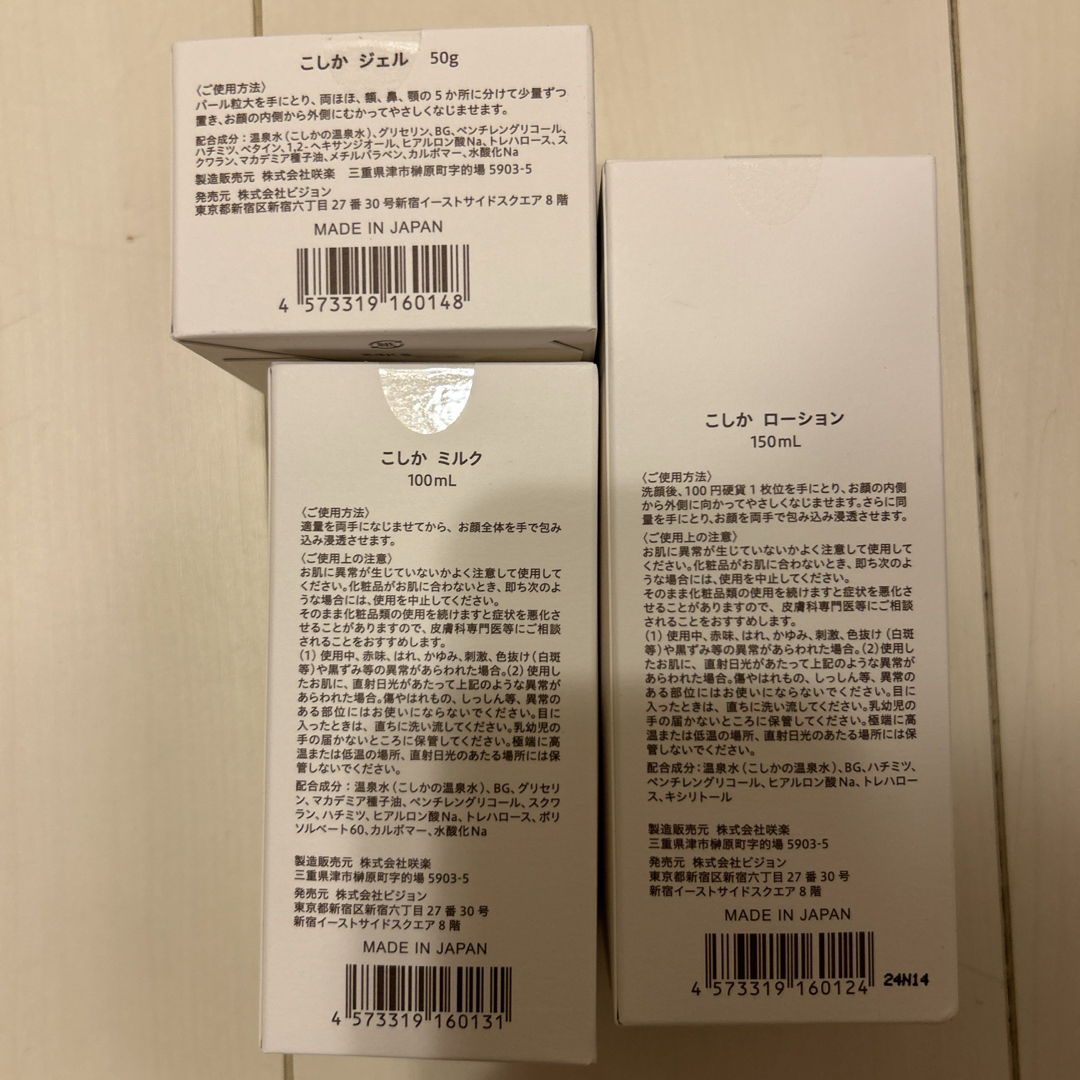 こしか ジェル 50g
〈ご使用方法〉
パール粒大を手にとり、両ほほ、額、鼻、顎の5か所に分けて少量ずつ
置き、お顔の内側から外側にむかってやさしくなじませます。
配合成分：温泉水（こしかの温泉水）、グリセリン、BG、ペンチレングリコール、
ハチミツ、ベタイン、1,2-ヘキサンジオール、ヒアルロン酸Na、トレハロース、ス
クワラン、マカデミア種子油、メチルパラベン、カルボマー、水酸化Na
製造販売元 株式会社咲楽 三重県津市榊原町字的場5903-5
発売元 株式会社ビジョン
東京都新宿区新宿六丁目27番30号新宿イーストサイドスクエア8階
MADE IN JAPAN
4 573319 160148
こしか ミルク
100mL
〈ご使用方法〉
適量を両手になじませてから、お顔全体を手で包み
込み浸透させます。
〈ご使用上の注意〉
お肌に異常が生じていないかよく注意して使用して
ください。化粧品がお肌に合わないとき、即ち次のよ
うな場合には、使用を中止してください。
そのまま化粧品類の使用を続けますと症状を悪化さ
せることがありますので、皮膚科専門医等にご相談
されることをおすすめします。
(1) 使用中、赤味、はれ、かゆみ、刺激、色抜け（白斑
等）や黒ずみ等の異常があらわれた場合。(2) 使用し
たお肌に、直射日光があたって上記のような異常が
あらわれた場合。傷やはれもの、しっしん等、異常の
ある部位にはお使いにならないでください。目に
入ったときは、直ちに洗い流してください。乳幼児の
手の届かないところに保管してください。極端に高
温または低温の場所、直射日光のあたる場所には保
管しないでください。
配合成分：温泉水（こしかの温泉水）、BG、グリセリ
ン、マカデミア種子油、ペンチレングリコール、スクワ
ラン、ハチミツ、ヒアルロン酸Na、トレハロース、ポリ
ソルベート60、カルボマー、水酸化Na
製造販売元 株式会社咲楽
三重県津市榊原町字的場5903-5
発売元 株式会社ビジョン
東京都新宿区新宿六丁目27番30号
新宿イーストサイドスクエア8階
MADE IN JAPAN
4 573319 160131
こしか ローション
150mL
〈ご使用方法〉
洗顔後、100円硬貨1枚位を手にとり、お顔の内側
から外側に向かってやさしくなじませます。さらに同
量を手にとり、お顔を両手で包み込み浸透させます。
〈ご使用上の注意〉
お肌に異常が生じていないかよく注意して使用して
ください。化粧品がお肌に合わないとき、即ち次のよ
うな場合には、使用を中止してください。
そのまま化粧品類の使用を続けますと症状を悪化さ
せることがありますので、皮膚科専門医等にご相談
されることをおすすめします。
(1) 使用中、赤味、はれ、かゆみ、刺激、色抜け（白斑
等）や黒ずみ等の異常があらわれた場合。(2) 使用し
たお肌に、直射日光があたって上記のような異常が
あらわれた場合。傷やはれもの、しっしん等、異常の
ある部位にはお使いにならないでください。目に
入ったときは、直ちに洗い流してください。乳幼児の
手の届かないところに保管してください。極端に高
温または低温の場所、直射日光のあたる場所には保
管しないでください。
配合成分：温泉水（こしかの温泉水）、BG、ハチミツ、
ペンチレングリコール、ヒアルロン酸Na、トレハロー
ス、キシリトール
製造販売元 株式会社咲楽
三重県津市榊原町字的場5903-5
発売元 株式会社ビジョン
東京都新宿区新宿六丁目27番30号
新宿イーストサイドスクエア8階
MADE IN JAPAN
4 573319 160124 24N14